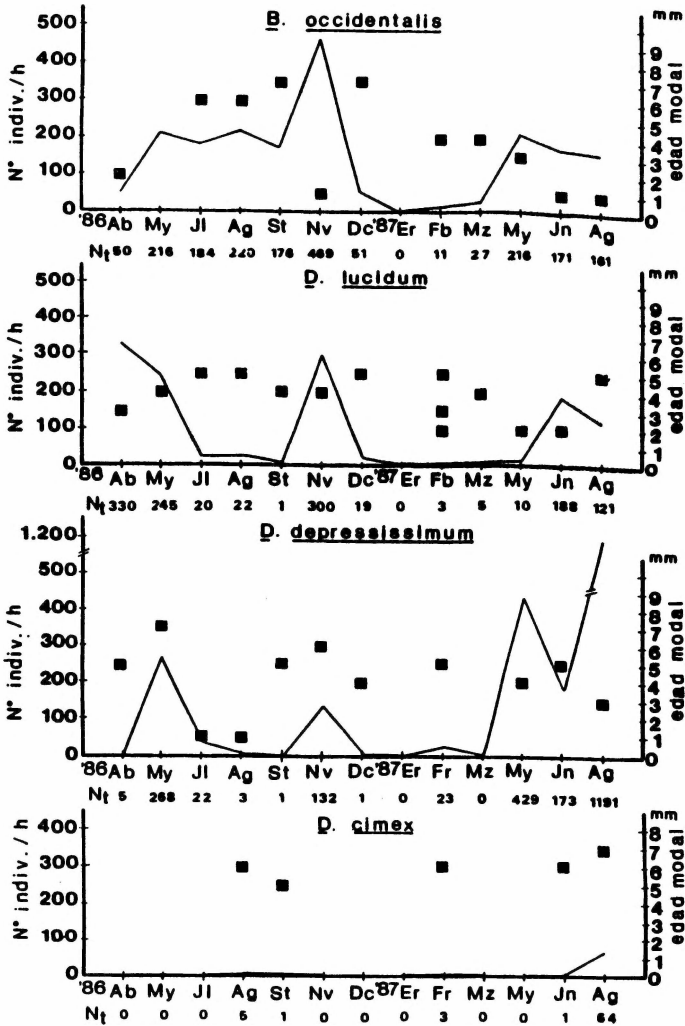 B. occidentalis
mm
N° indiv./h
500
400
300
200
100
0
9
8
7
6
5
4
3
2
1
0
edad modal
'86 Ab My Jl Ag St Nv Dc '87 Er Fb Mz My Jn Ag
Nt 50 216 184 220 176 469 51 0 11 27 216 171 161
D. lucidum
mm
N° indiv./h
500
400
300
200
100
0
9
8
7
6
5
4
3
2
1
0
edad modal
'86 Ab My Jl Ag St Nv Dc '87 Er Fb Mz My Jn Ag
Nt 330 245 20 22 1 300 19 0 3 5 10 188 121
D. depressissimum
mm
N° indiv./h
1.200
500
400
300
200
100
0
9
8
7
6
5
4
3
2
1
0
edad modal
'86 Ab My Jl Ag St Nv Dc '87 Er Fr Mz My Jn Ag
Nt 5 268 22 3 1 132 1 0 23 0 429 173 1191
D. cimex
mm
N° indiv./h
400
300
200
100
0
8
7
6
5
4
3
2
1
0
edad modal
'86 Ab My Jl Ag St Nv Dc '87 Er Fr Mz My Jn Ag
Nt 0 0 0 5 1 0 0 0 3 0 0 1 64